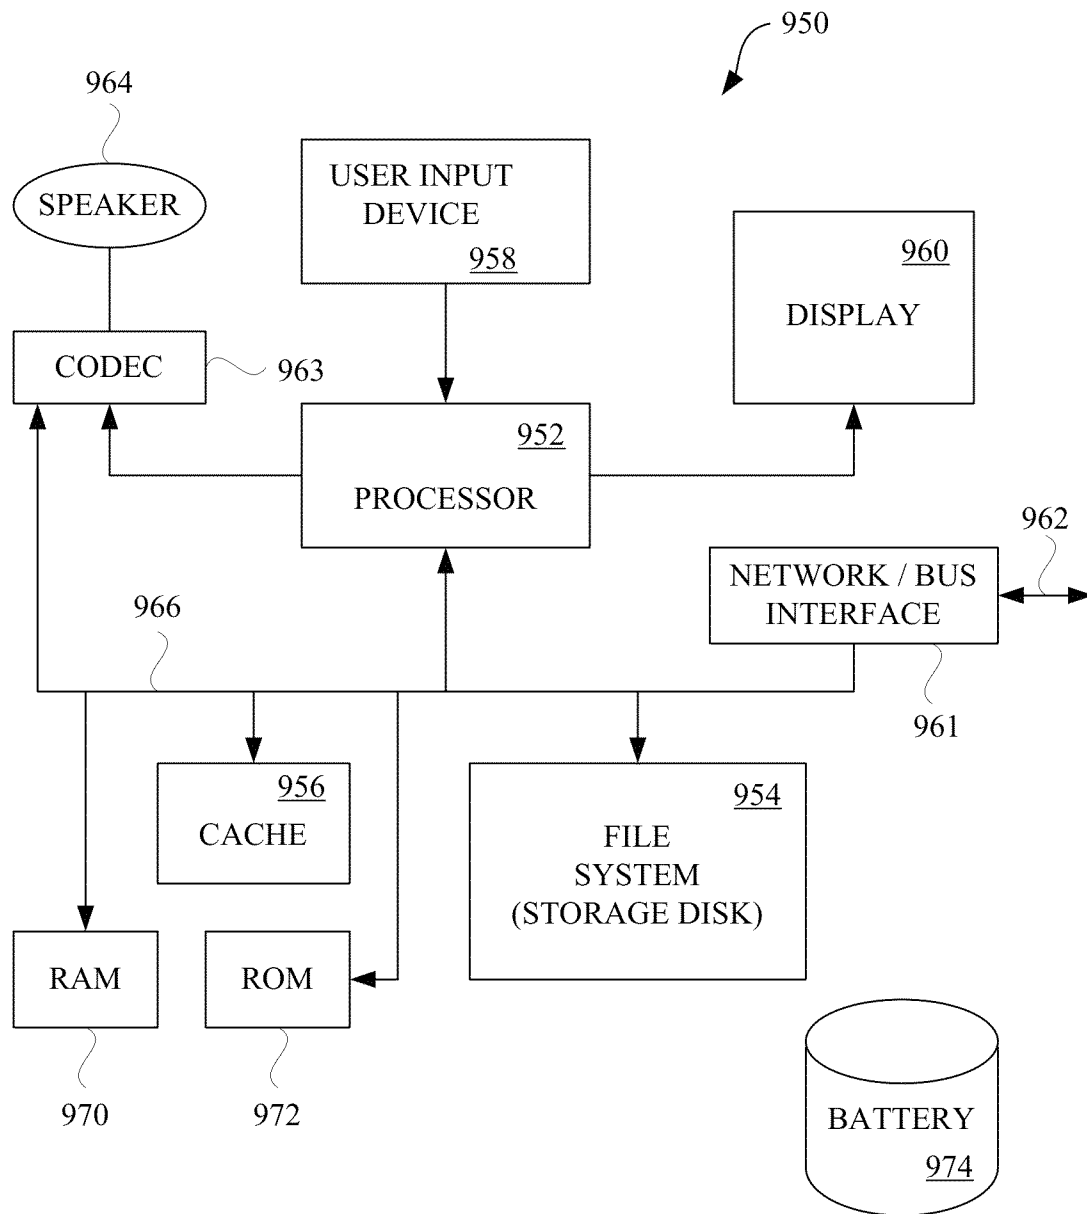 950
964
SPEAKER
USER INPUT
DEVICE
958
960
DISPLAY
CODEC
963
952
PROCESSOR
962
NETWORK / BUS
INTERFACE
966
961
956
CACHE
954
FILE
SYSTEM
(STORAGE DISK)
RAM
ROM
970
972
BATTERY
974